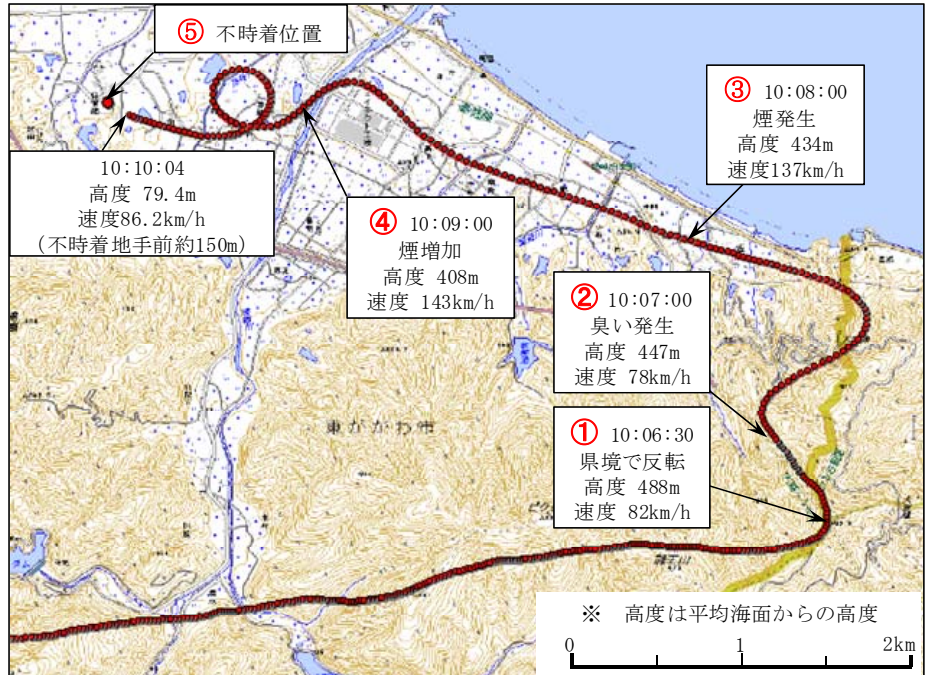 ⑤ 不時着位置
③ 10:08:00
煙発生
高度 434m
速度137km/h
10:10:04
高度 79.4m
速度86.2km/h
(不時着地手前約150m)
④ 10:09:00
煙増加
高度 408m
速度 143km/h
② 10:07:00
臭い発生
高度 447m
速度 78km/h
① 10:06:30
県境で反転
高度 488m
速度 82km/h
東かがわ市
※ 高度は平均海面からの高度
0 1 2km